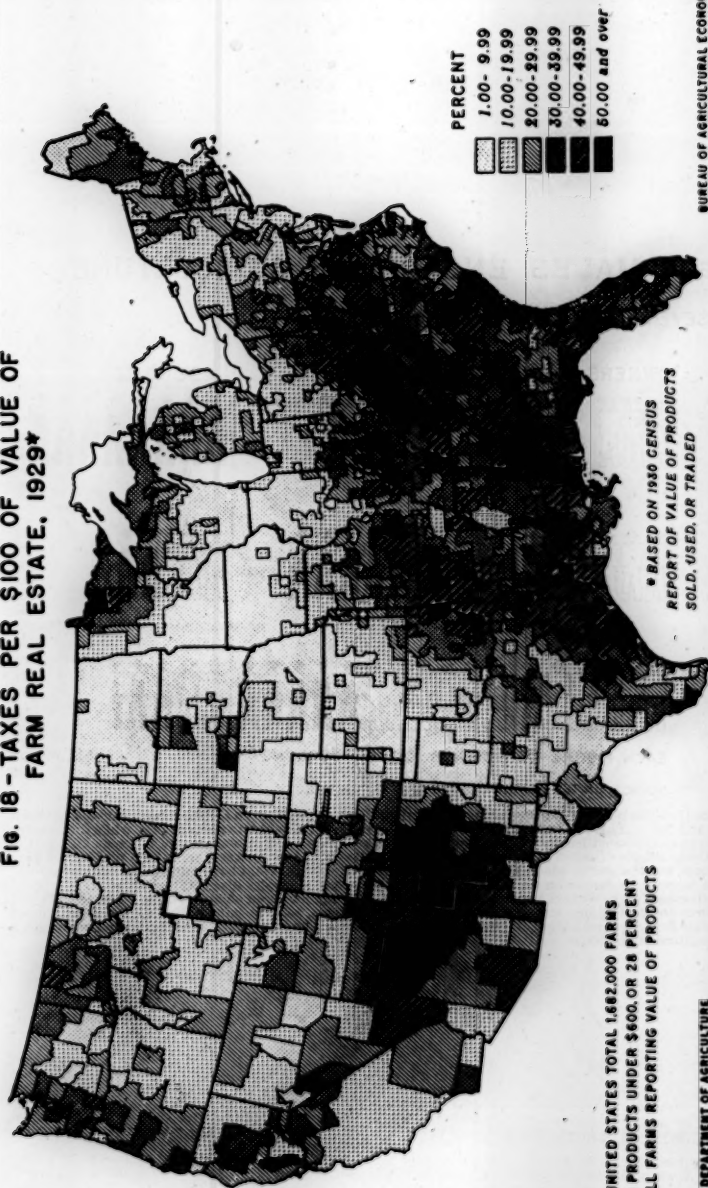 FIG. 18 - TAXES PER $100 OF VALUE OF
FARM REAL ESTATE, 1929*
PERCENT
1.00- 9.99
10.00-19.99
20.00-29.99
30.00-39.99
40.00-49.99
50.00 and over
* BASED ON 1930 CENSUS
REPORT OF VALUE OF PRODUCTS
SOLD, USED, OR TRADED
NITED STATES TOTAL 1,682,000 FARMS
PRODUCTS UNDER $600, OR 28 PERCENT
LL FARMS REPORTING VALUE OF PRODUCTS
DEPARTMENT OF AGRICULTURE
BUREAU OF AGRICULTURAL ECONO